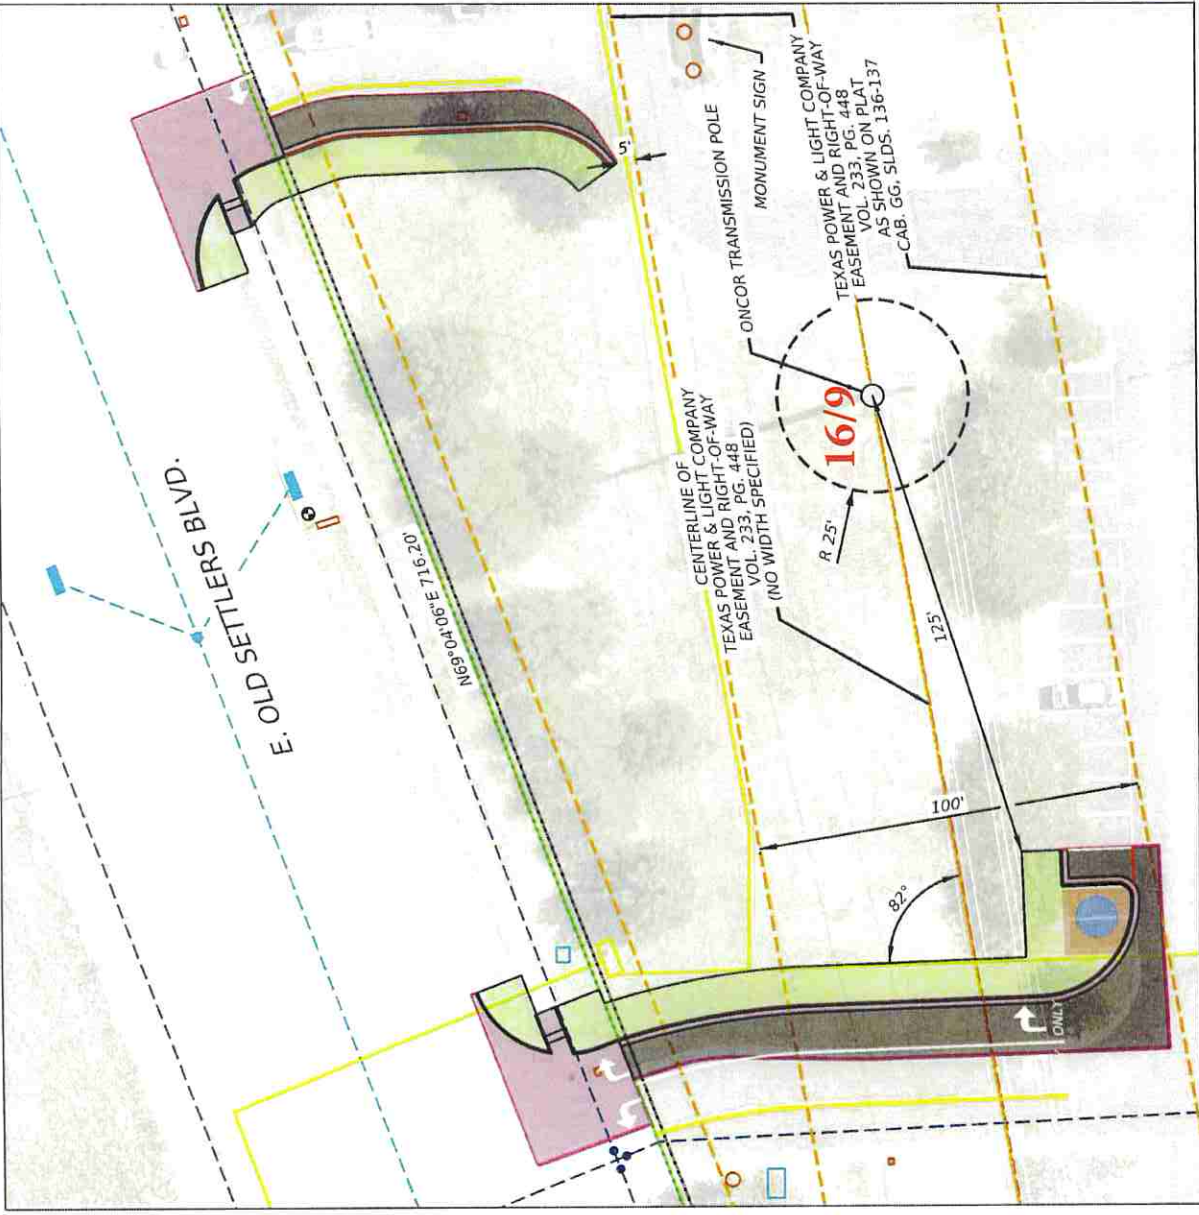 E. OLD SETTLERS BLVD.
N69°04'06"E 716.20'
5'
MONUMENT SIGN
ONCOR TRANSMISSION POLE
TEXAS POWER & LIGHT COMPANY
EASEMENT AND RIGHT-OF-WAY
VOL. 233, PG. 448
AS SHOWN ON PLAT
CAB. GG, SLDS. 136-137
CENTERLINE OF
TEXAS POWER & LIGHT COMPANY
EASEMENT AND RIGHT-OF-WAY
VOL. 233, PG. 448
(NO WIDTH SPECIFIED)
16/9
R 25'
125'
100'
82°
ONLY